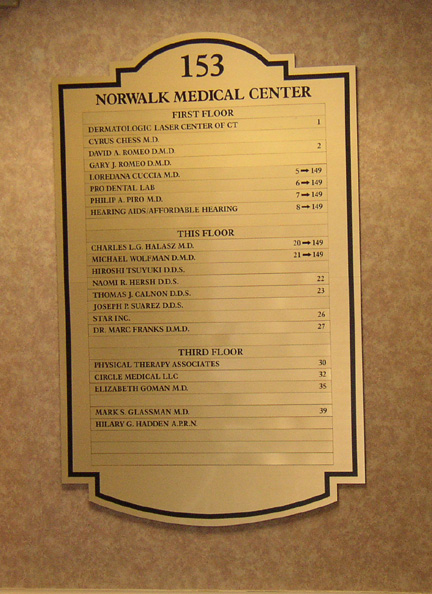 153
NORWALK MEDICAL CENTER
FIRST FLOOR
DERMATOLOGIC LASER CENTER OF CT 1
CYRUS CHESS M.D.
DAVID A. ROMEO D.M.D. 2
GARY J. ROMEO D.M.D.
LOREDANA CUCCIA M.D. 5➞149
PRO DENTAL LAB 6➞149
PHILIP A. PIRO M.D. 7➞149
HEARING AIDS/AFFORDABLE HEARING 8➞149
THIS FLOOR
CHARLES L.G. HALASZ M.D. 20➞149
MICHAEL WOLFMAN D.M.D. 21➞149
HIROSHI TSUYUKI D.D.S.
NAOMI R. HERSH D.D.S. 22
THOMAS J. CALNON D.D.S. 23
JOSEPH P. SUAREZ D.D.S.
STAR INC. 26
DR. MARC FRANKS D.M.D. 27
THIRD FLOOR
PHYSICAL THERAPY ASSOCIATES 30
CIRCLE MEDICAL LLC 32
ELIZABETH GOMAN M.D. 35
MARK S. GLASSMAN M.D. 39
HILARY G. HADDEN A.P.R.N